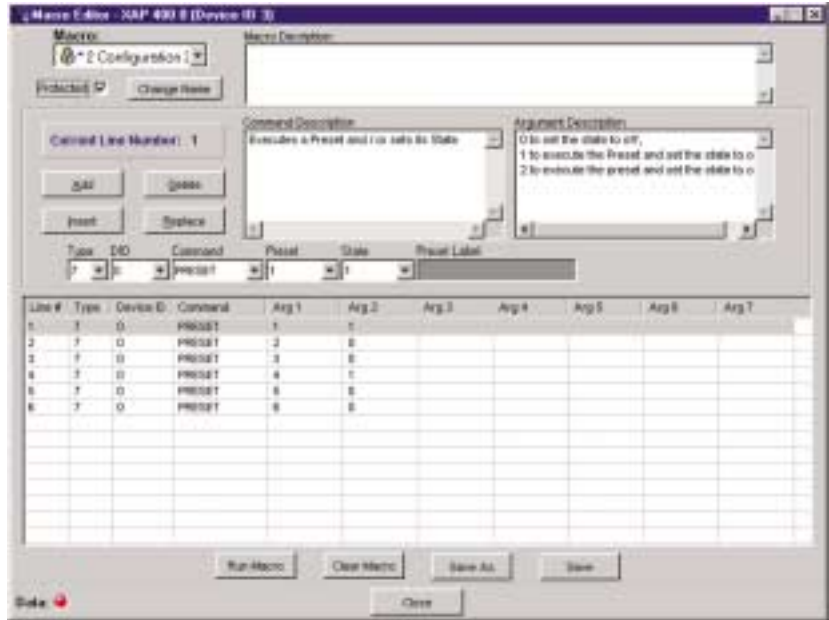 Macro Editor - XAP 400 II (Device ID 3)
Macro:
Macro Decription
* 2 Configuration
Protected
Change Name
Command Description
Argument Description
Current Line Number: 1
Executes a Preset and / or sets its State
0 to set the state to off,
1 to execute the Preset and set the state to o
2 to execute the preset and set the state to o
Add
Delete
Insert
Replace
Type DID Command Preset State Preset Label
7 0 PRESET 1 1
Line # Type Device ID Command Arg 1 Arg 2 Arg 3 Arg 4 Arg 5 Arg 6 Arg 7
1 7 0 PRESET 1 1
2 7 0 PRESET 2 0
3 7 0 PRESET 3 0
4 7 0 PRESET 4 1
5 7 0 PRESET 5 0
6 7 0 PRESET 6 0
Run Macro
Clear Macro
Save As
Save
Data:
Close